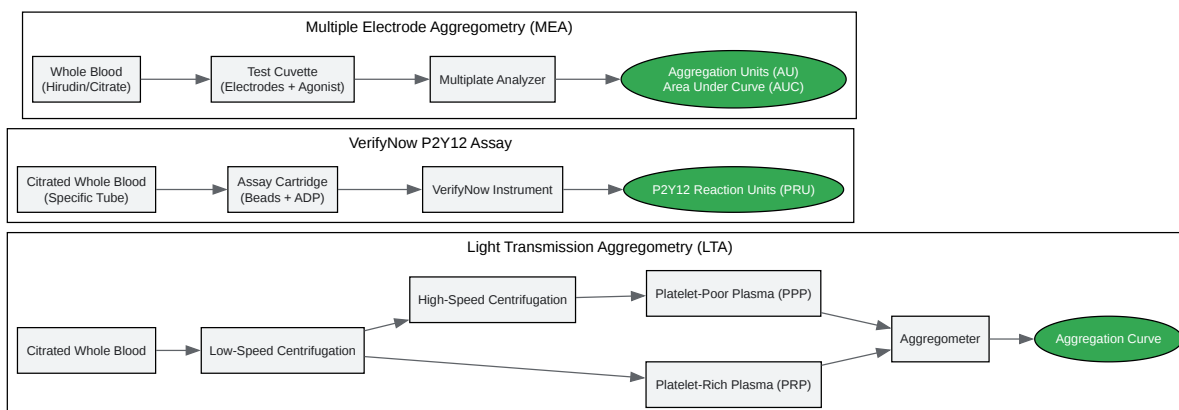 Multiple Electrode Aggregometry (MEA)
Whole Blood
(Hirudin/Citrate)
Test Cuvette
(Electrodes + Agonist)
Multiplate Analyzer
Aggregation Units (AU)
Area Under Curve (AUC)
VerifyNow P2Y12 Assay
Citrated Whole Blood
(Specific Tube)
Assay Cartridge
(Beads + ADP)
VerifyNow Instrument
P2Y12 Reaction Units (PRU)
Light Transmission Aggregometry (LTA)
Citrated Whole Blood
Low-Speed Centrifugation
High-Speed Centrifugation
Platelet-Poor Plasma (PPP)
Platelet-Rich Plasma (PRP)
Aggregometer
Aggregation Curve